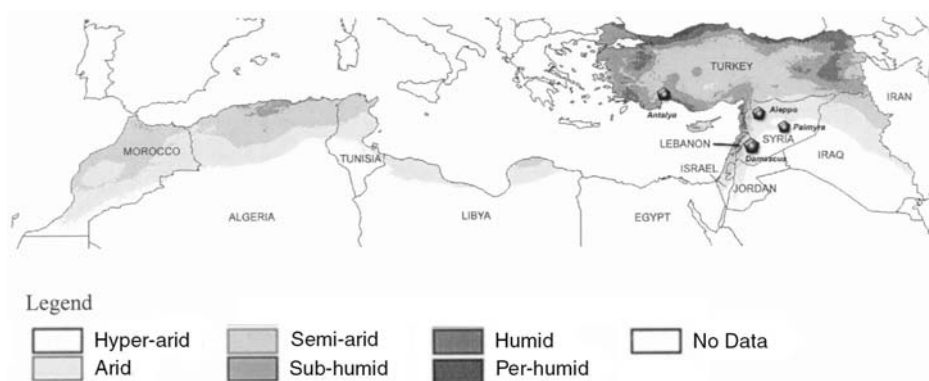 TURKEY
IRAN
Antalya
Aleppo
Palmyra
SYRIA
LEBANON
Damascus
IRAQ
ISRAEL
JORDAN
MOROCCO
TUNISIA
ALGERIA
LIBYA
EGYPT
Legend
Hyper-arid Semi-arid Humid No Data
Arid Sub-humid Per-humid